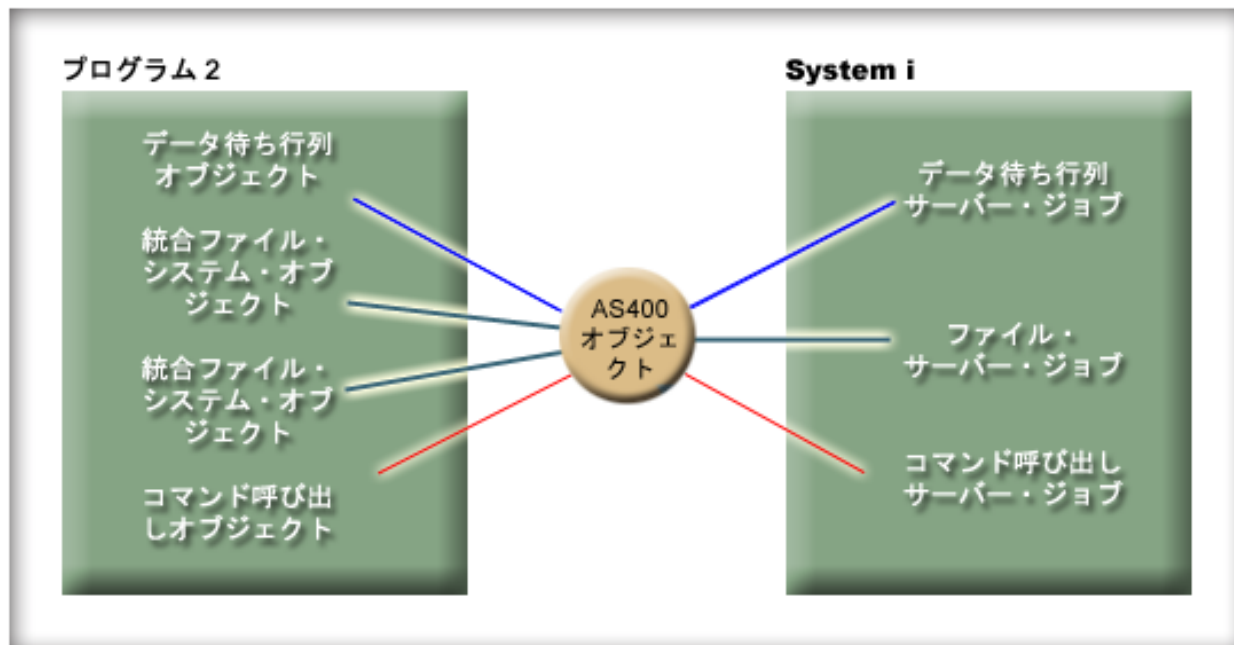 プログラム 2
データ待ち行列
オブジェクト
統合ファイル・
システム・オブ
ジェクト
統合ファイル・
システム・オブ
ジェクト
コマンド呼び出
しオブジェクト
AS400
オブジェ
クト
System i
データ待ち行列
サーバー・ジョブ
ファイル・
サーバー・ジョブ
コマンド呼び出し
サーバー・ジョブ